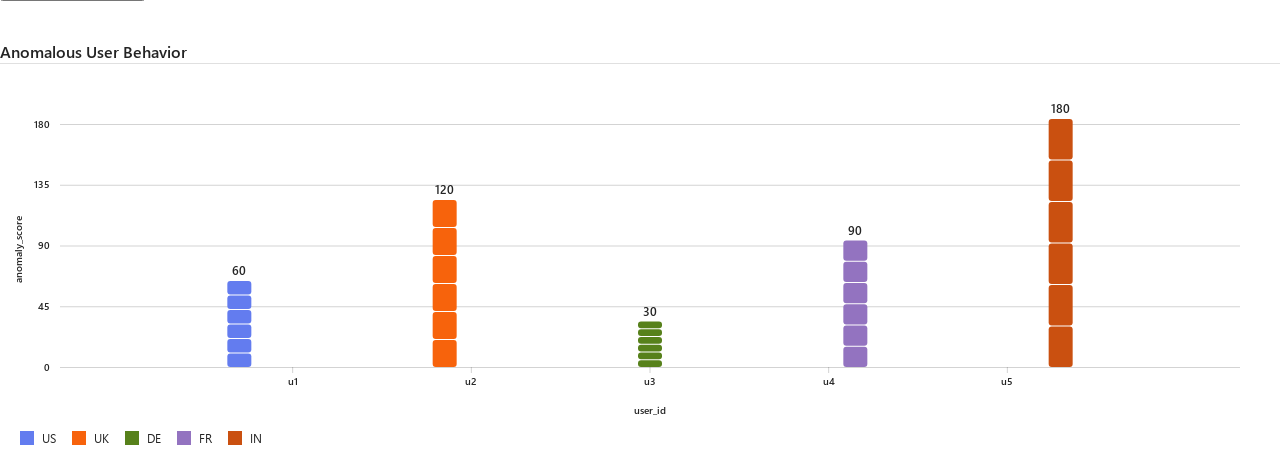 Anomalous User Behavior
180
180
135
120
90
90
60
45
30
0
anomaly_score
u1 u2 u3 u4 u5
user_id
US UK DE FR IN